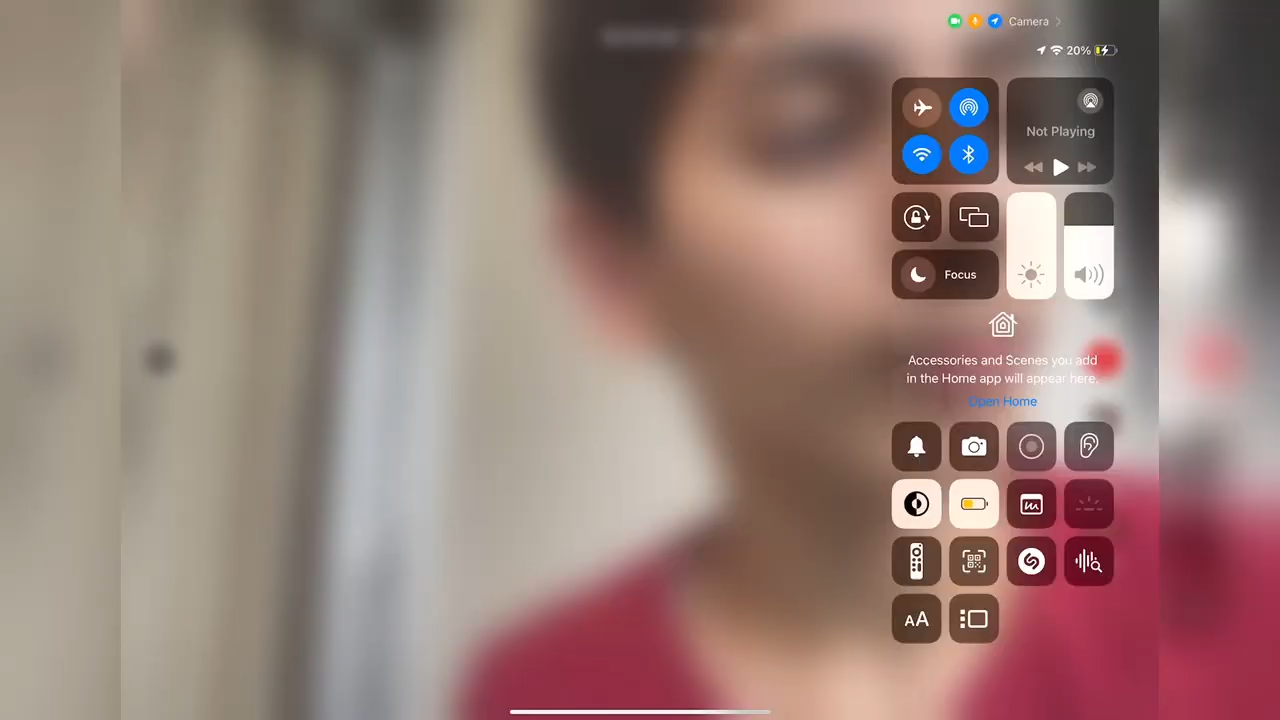 Camera
20%
Not Playing
Focus
Accessories and Scenes you add
in the Home app will appear here.
Open Home
AA